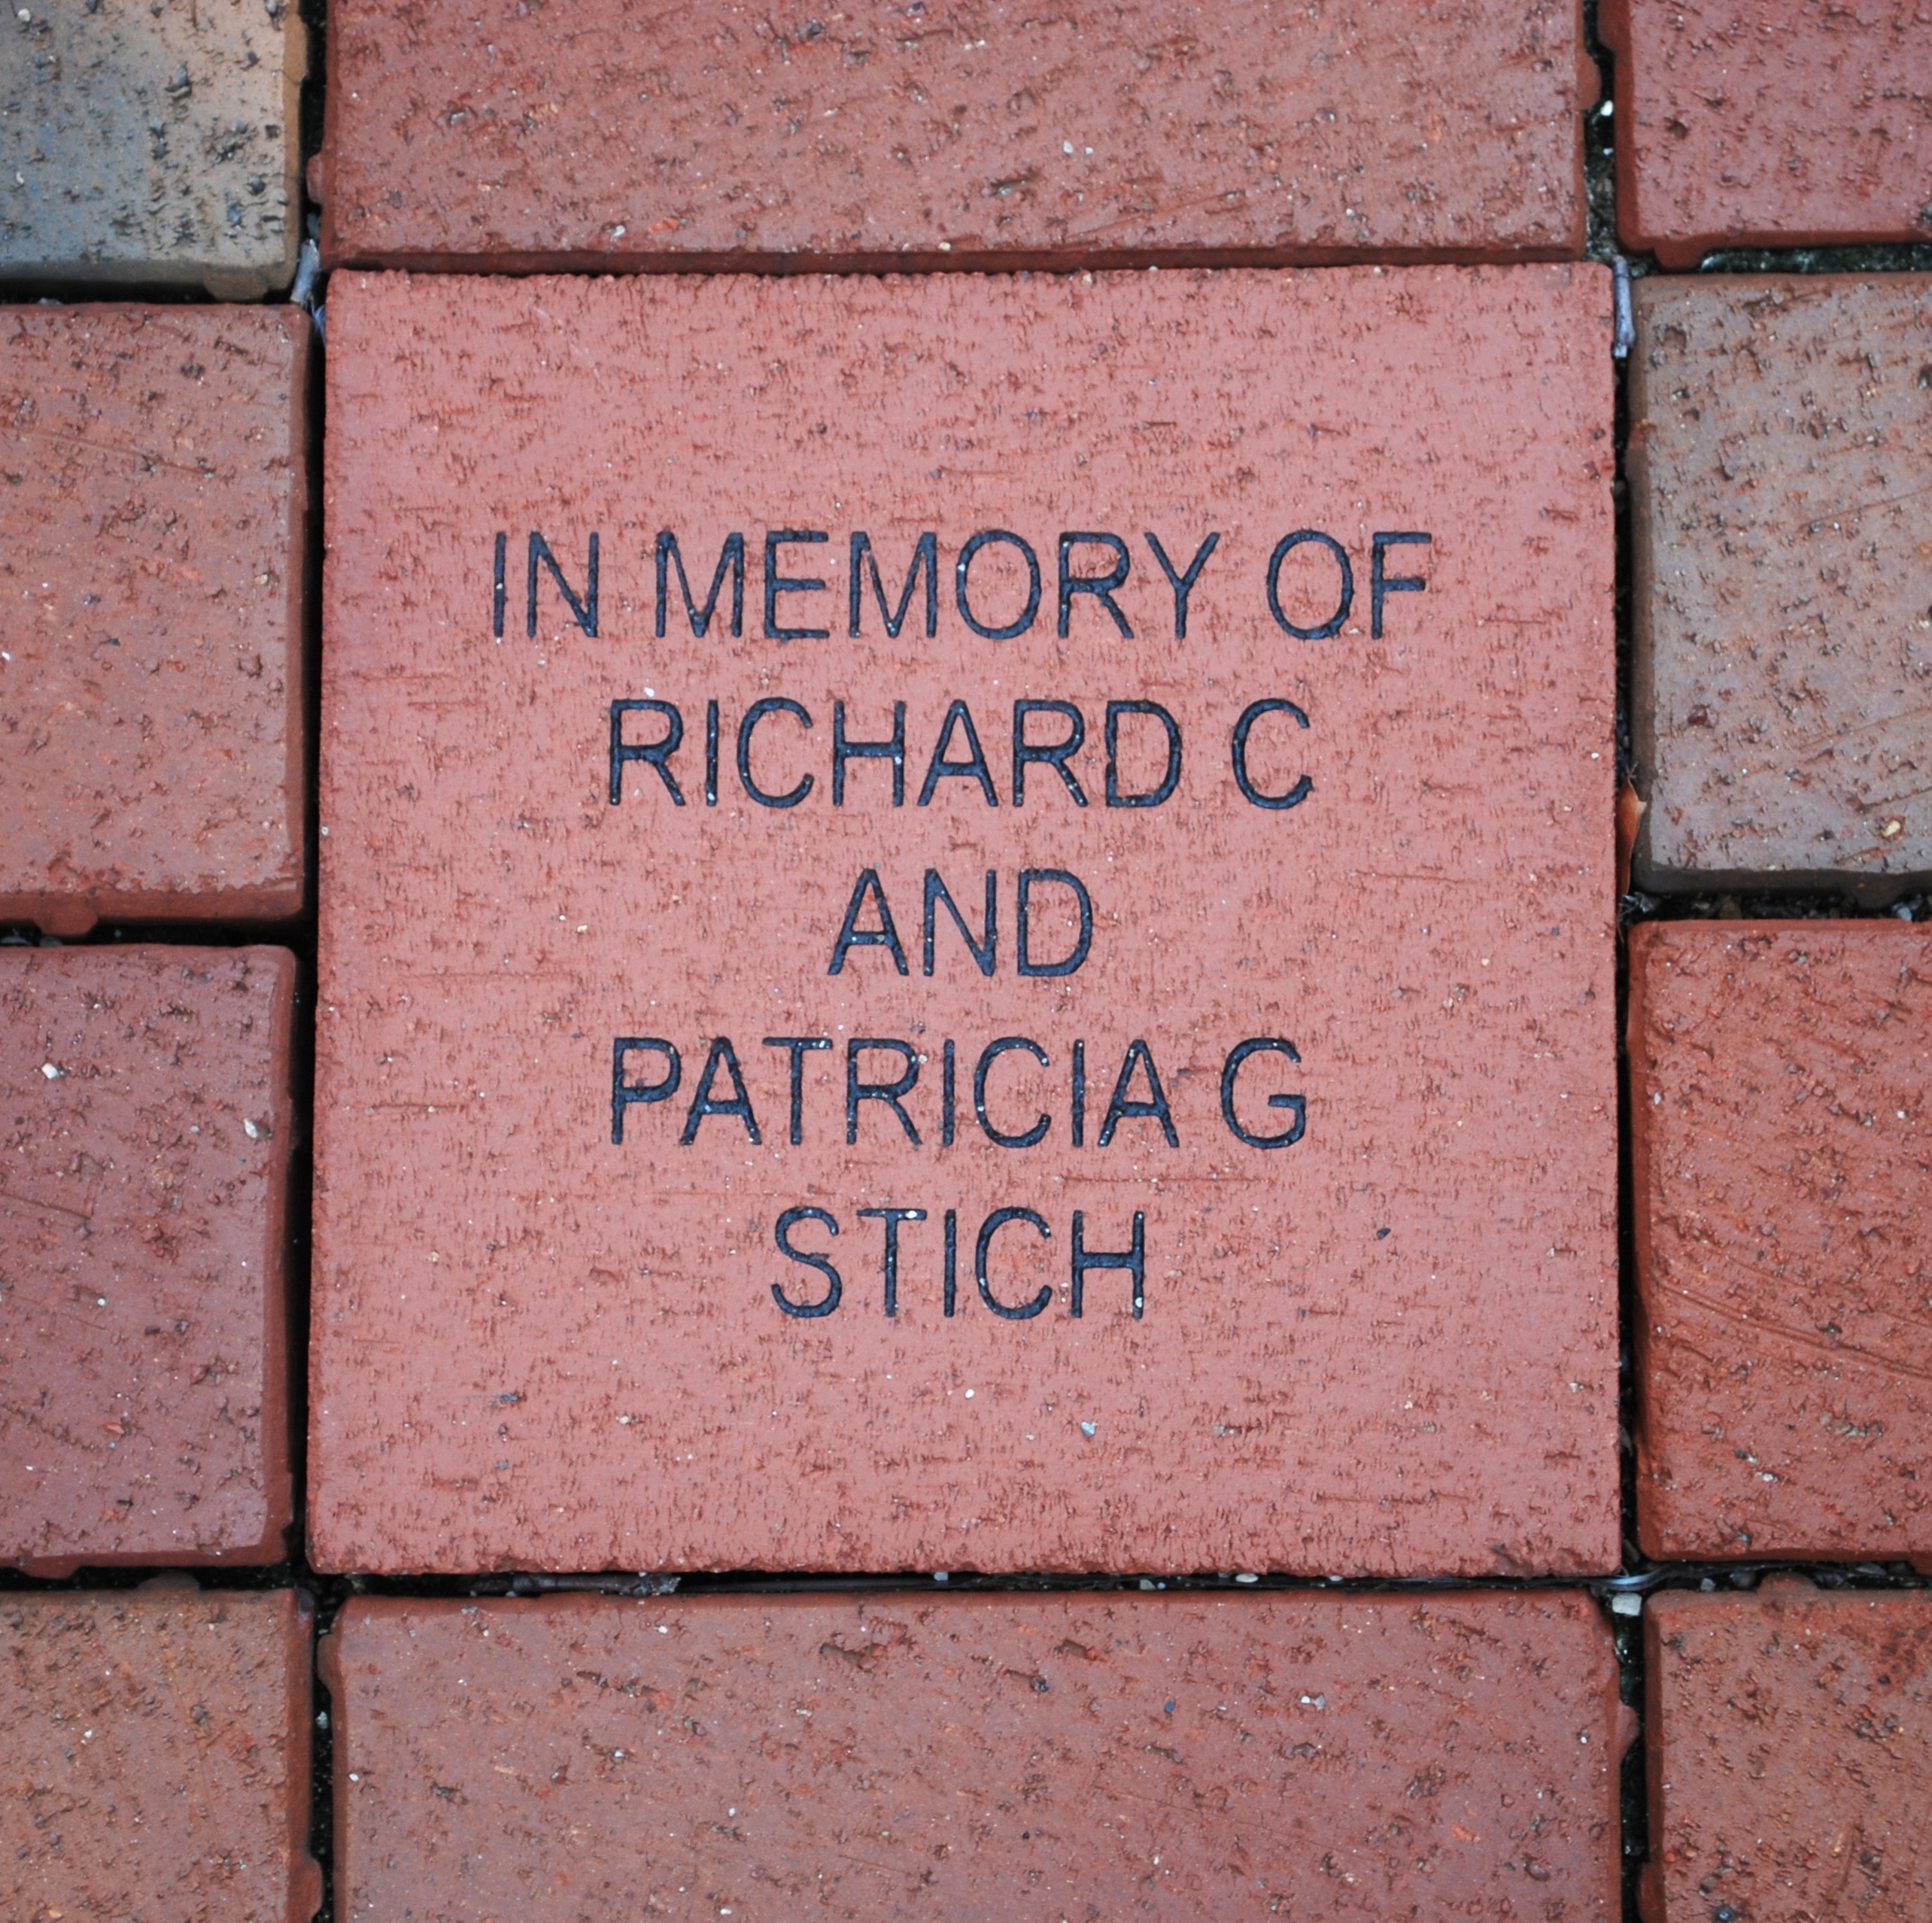 IN MEMORY OF
RICHARD C
AND
PATRICIA G
STICH